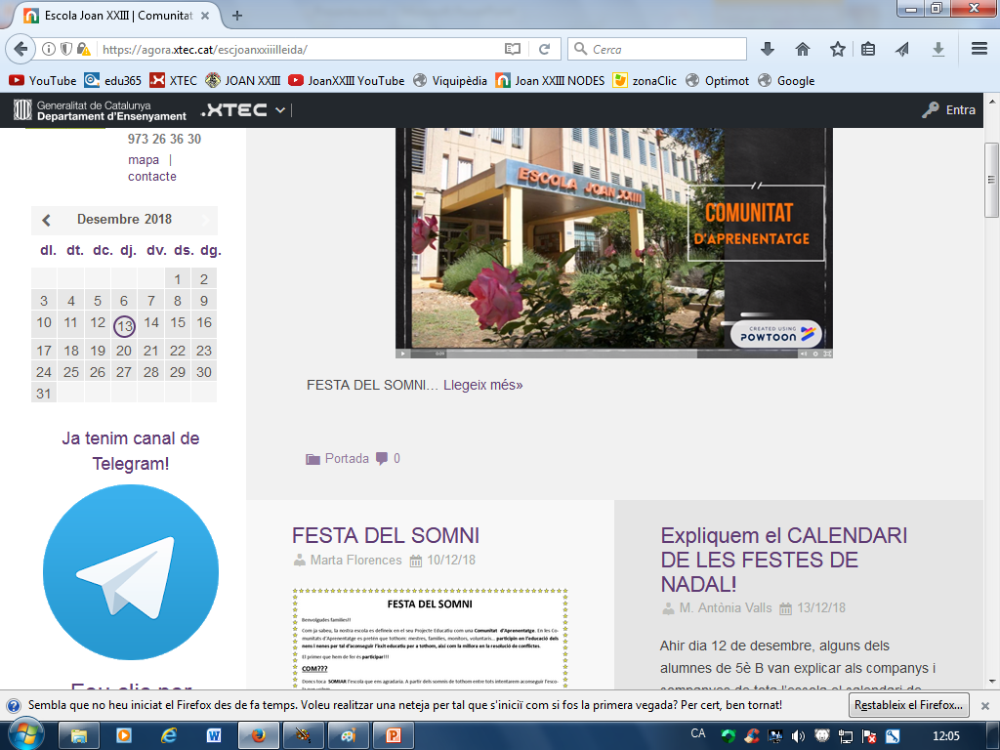 Escola Joan XXIII | Comunitat
https://agora.xtec.cat/escjoanxxiiilleida/
Cerca
YouTube edu365 XTEC JOAN XXIII JoanXXIII YouTube Viquipèdia Joan XXIII NODES zonaClic Optimot Google
Generalitat de Catalunya
Departament d'Ensenyament
.XTEC
Entra
973 26 36 30
mapa |
contacte
Desembre 2018
dl. dt. dc. dj. dv. ds. dg.
1 2
3 4 5 6 7 8 9
10 11 12 13 14 15 16
17 18 19 20 21 22 23
24 25 26 27 28 29 30
31
Ja tenim canal de
Telegram!
ESCOLA JOAN XXIII
COMUNITAT
D'APRENENTATGE
CREATED USING
POWTOON
0:00
FESTA DEL SOMNI… Llegeix més»
Portada 0
FESTA DEL SOMNI
Marta Florences 10/12/18
FESTA DEL SOMNI
Benvolgudes famílies!!
Com ja sabeu, la nostra escola es defineix en el seu Projecte Educatiu com una Comunitat d'Aprenentatge. En les Co-
munitats d'Aprenentatge es pretén que tothom: mestres, famílies, monitors, voluntaris... participin en l'educació dels
nens i nenes per tal d'aconseguir l'èxit educatiu per a tothom, així com la millora en la resolució de conflictes.
El primer que hem de fer és participar!!!
COM???
Doncs toca SOMIAR l'escola que ens agradaria. A partir dels somnis de tothom entre tots intentarem aconseguir l'esco-
Expliquem el CALENDARI
DE LES FESTES DE
NADAL!
M. Antònia Valls 13/12/18
Ahir dia 12 de desembre, alguns dels
alumnes de 5è B van explicar als companys i
companyes de tota l'escola el calendari de
Feu clic per
Sembla que no heu iniciat el Firefox des de fa temps. Voleu realitzar una neteja per tal que s'iniciï com si fos la primera vegada? Per cert, ben tornat!
Restableix el Firefox...
CA
12:05